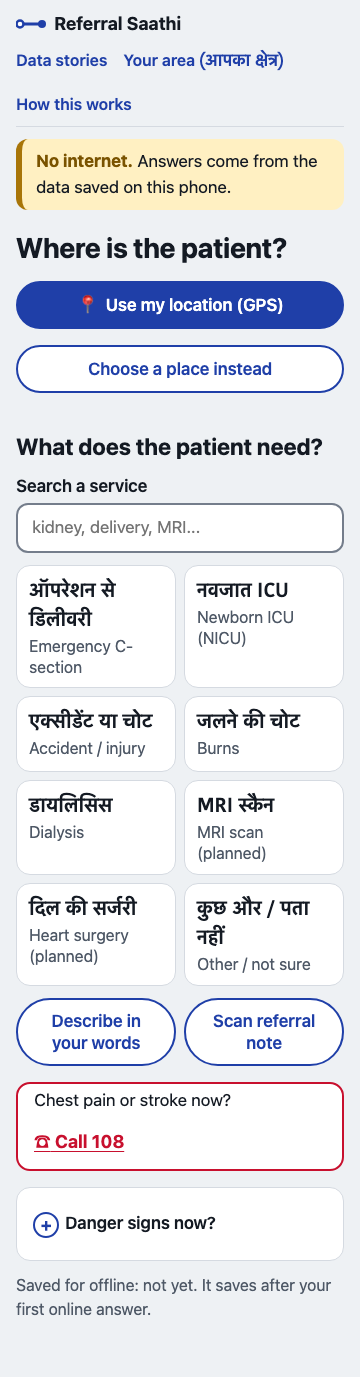 Referral Saathi
Data stories Your area (आपका क्षेत्र)
How this works
No internet. Answers come from the
data saved on this phone.
Where is the patient?
📍 Use my location (GPS)
Choose a place instead
What does the patient need?
Search a service
kidney, delivery, MRI...
ऑपरेशन से
डिलीवरी
Emergency C-
section
नवजात ICU
Newborn ICU
(NICU)
एक्सीडेंट या चोट
Accident / injury
जलने की चोट
Burns
डायलिसिस
Dialysis
MRI स्कैन
MRI scan
(planned)
दिल की सर्जरी
Heart surgery
(planned)
कुछ और / पता
नहीं
Other / not sure
Describe in
your words
Scan referral
note
Chest pain or stroke now?
☎ Call 108
Danger signs now?
Saved for offline: not yet. It saves after your
first online answer.